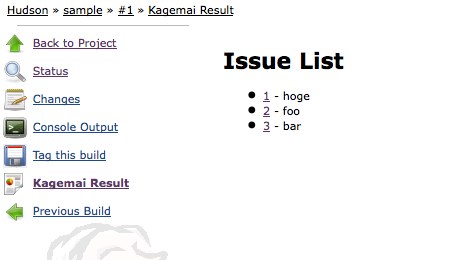 Hudson » sample » #1 » Kagemai Result
Back to Project
Status
Changes
Console Output
Tag this build
Kagemai Result
Previous Build
Issue List
1 - hoge
2 - foo
3 - bar